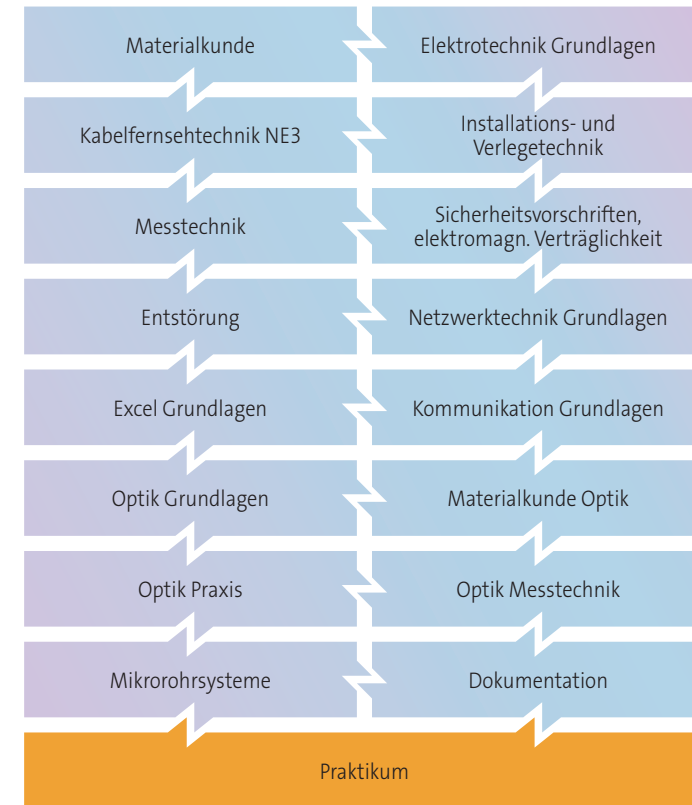 Materialkunde
Elektrotechnik Grundlagen
Kabelfernsehtechnik NE3
Installations- und
Verlegetechnik
Messtechnik
Sicherheitsvorschriften,
elektromagn. Verträglichkeit
Entstörung
Netzwerktechnik Grundlagen
Excel Grundlagen
Kommunikation Grundlagen
Optik Grundlagen
Materialkunde Optik
Optik Praxis
Optik Messtechnik
Mikrorohrsysteme
Dokumentation
Praktikum